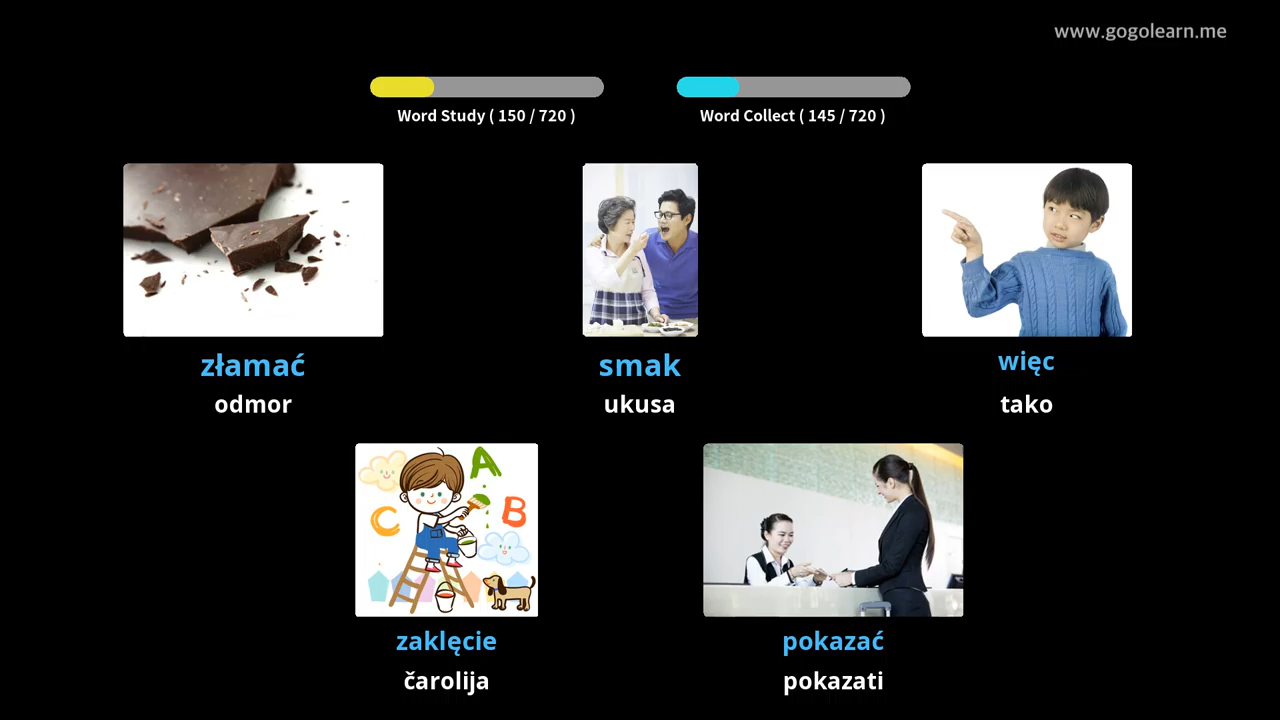 www.gogolearn.me
Word Study ( 150 / 720 )
Word Collect ( 145 / 720 )
złamać
odmor
smak
ukusa
więc
tako
A
B
C
zaklęcie
čarolija
pokazać
pokazati